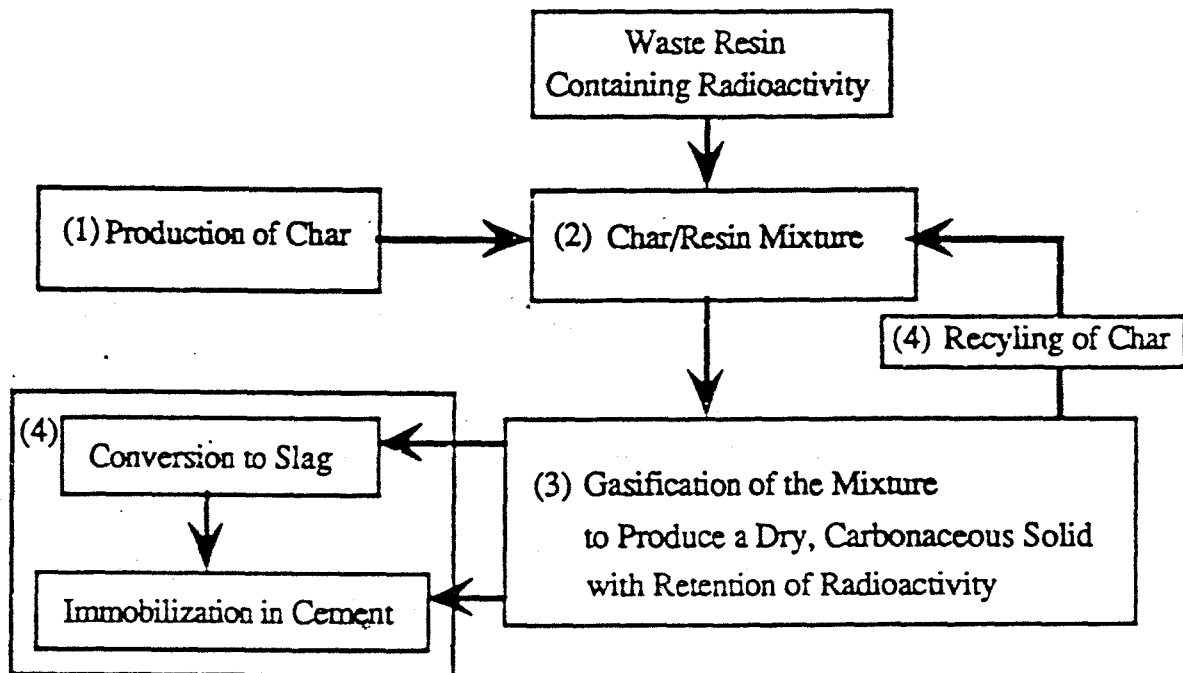 Waste Resin
Containing Radioactivity
(1) Production of Char
(2) Char/Resin Mixture
(4) Recyling of Char
(4)
Conversion to Slag
(3) Gasification of the Mixture
to Produce a Dry, Carbonaceous Solid
with Retention of Radioactivity
Immobilization in Cement